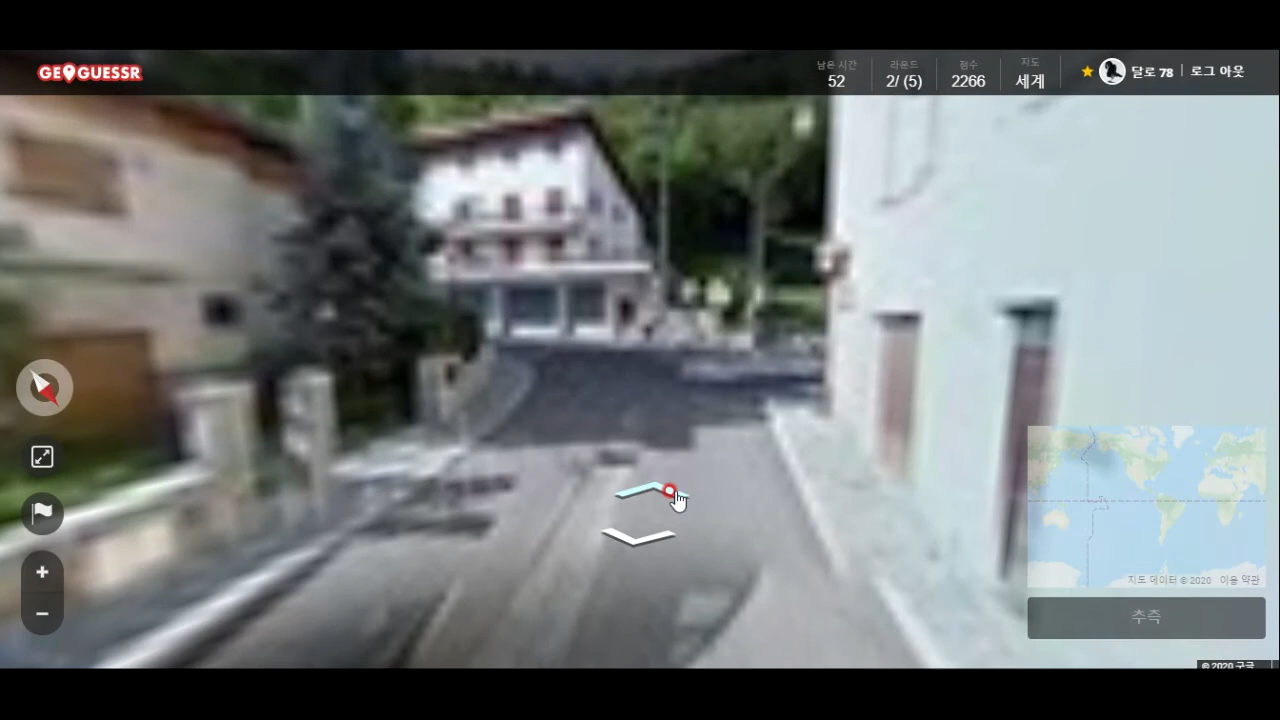 GEOGUESSR
남은 시간
52
라운드
2/ (5)
점수
2266
지도
세계
달로 78
로그 아웃
지도 데이터 © 2020 이용 약관
추측
© 2020 구글